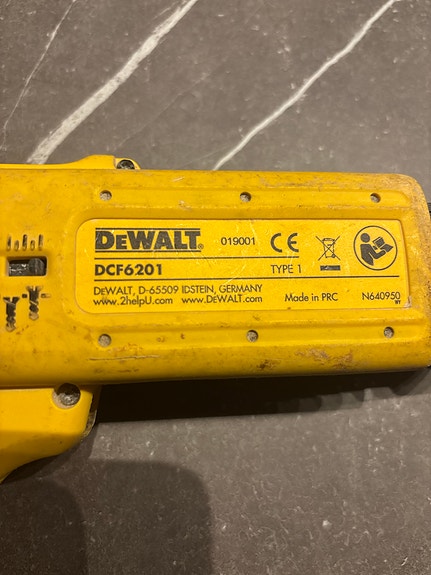 DEWALT® 019001 CE
DCF6201 TYPE 1
DEWALT, D-65509 IDSTEIN, GERMANY
www.2helpU.com www.DEWALT.com Made in PRC N640950
WY